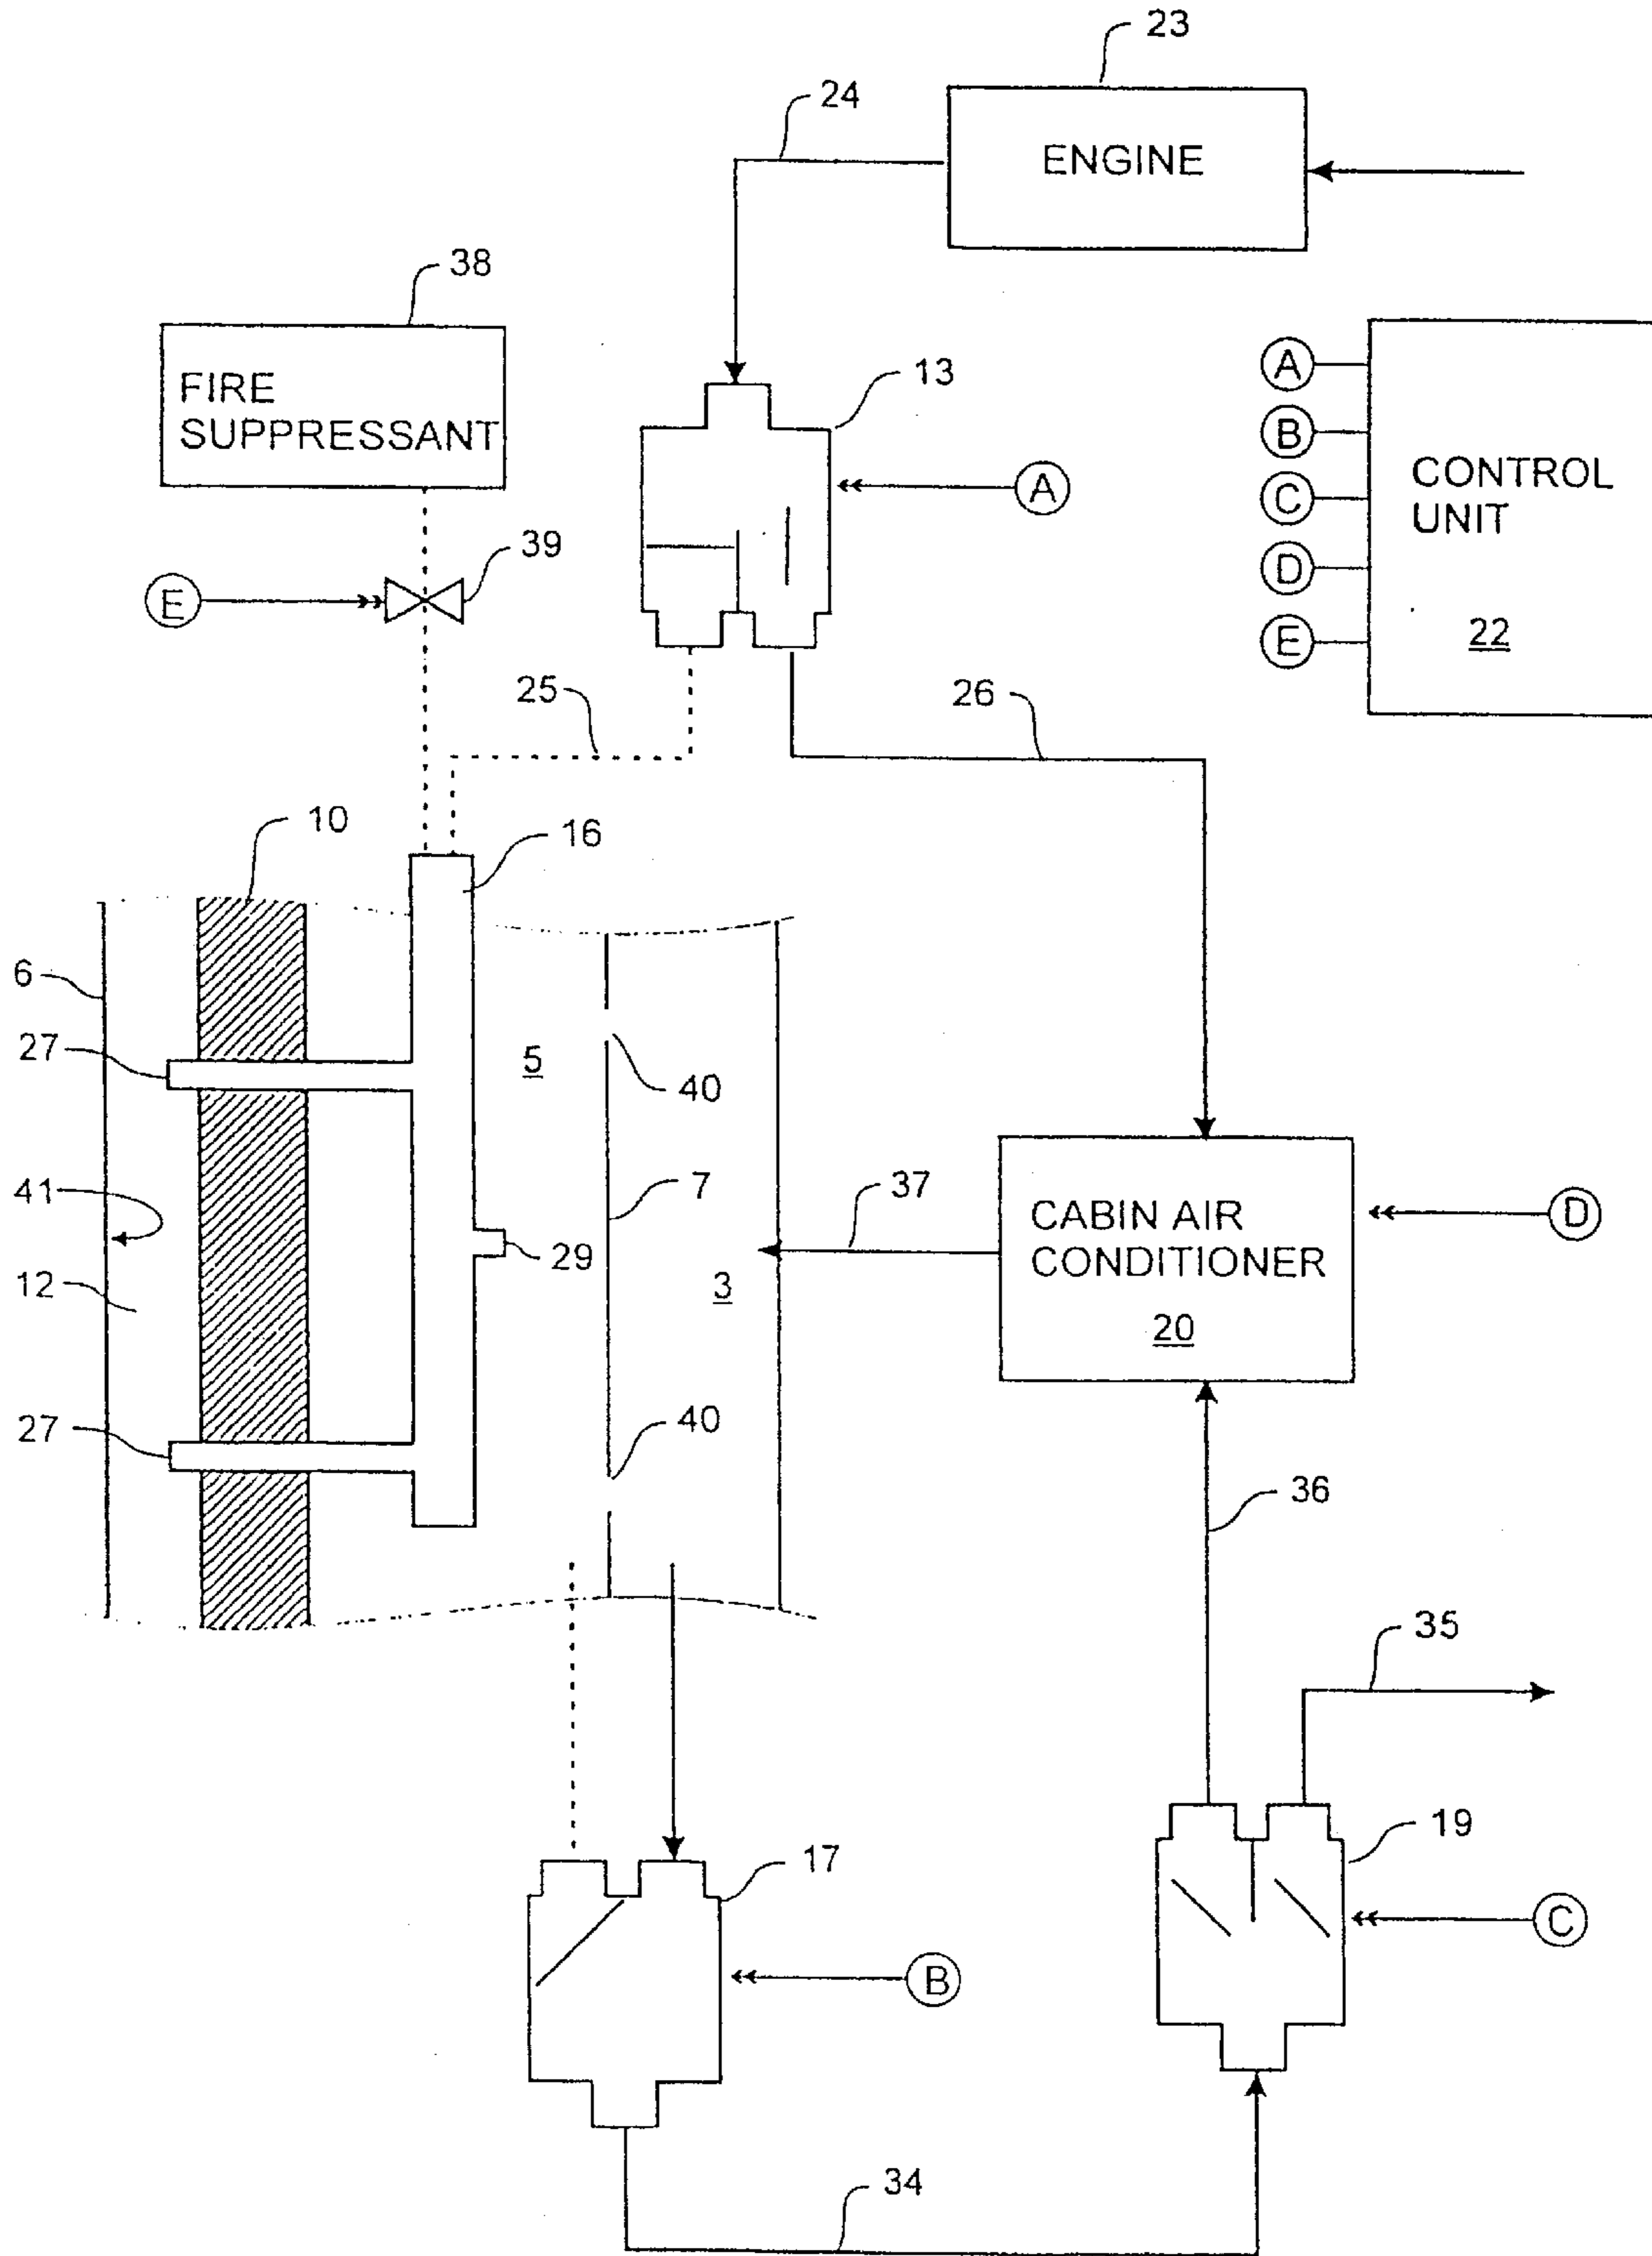 23
24
ENGINE
38
FIRE
SUPPRESSANT
13
A
A
B
C
D
E
CONTROL
UNIT
22
E
39
25
26
10
16
6
27
5
40
7
37
41
29
3
12
CABIN AIR
CONDITIONER
20
D
40
27
36
35
17
19
B
C
34